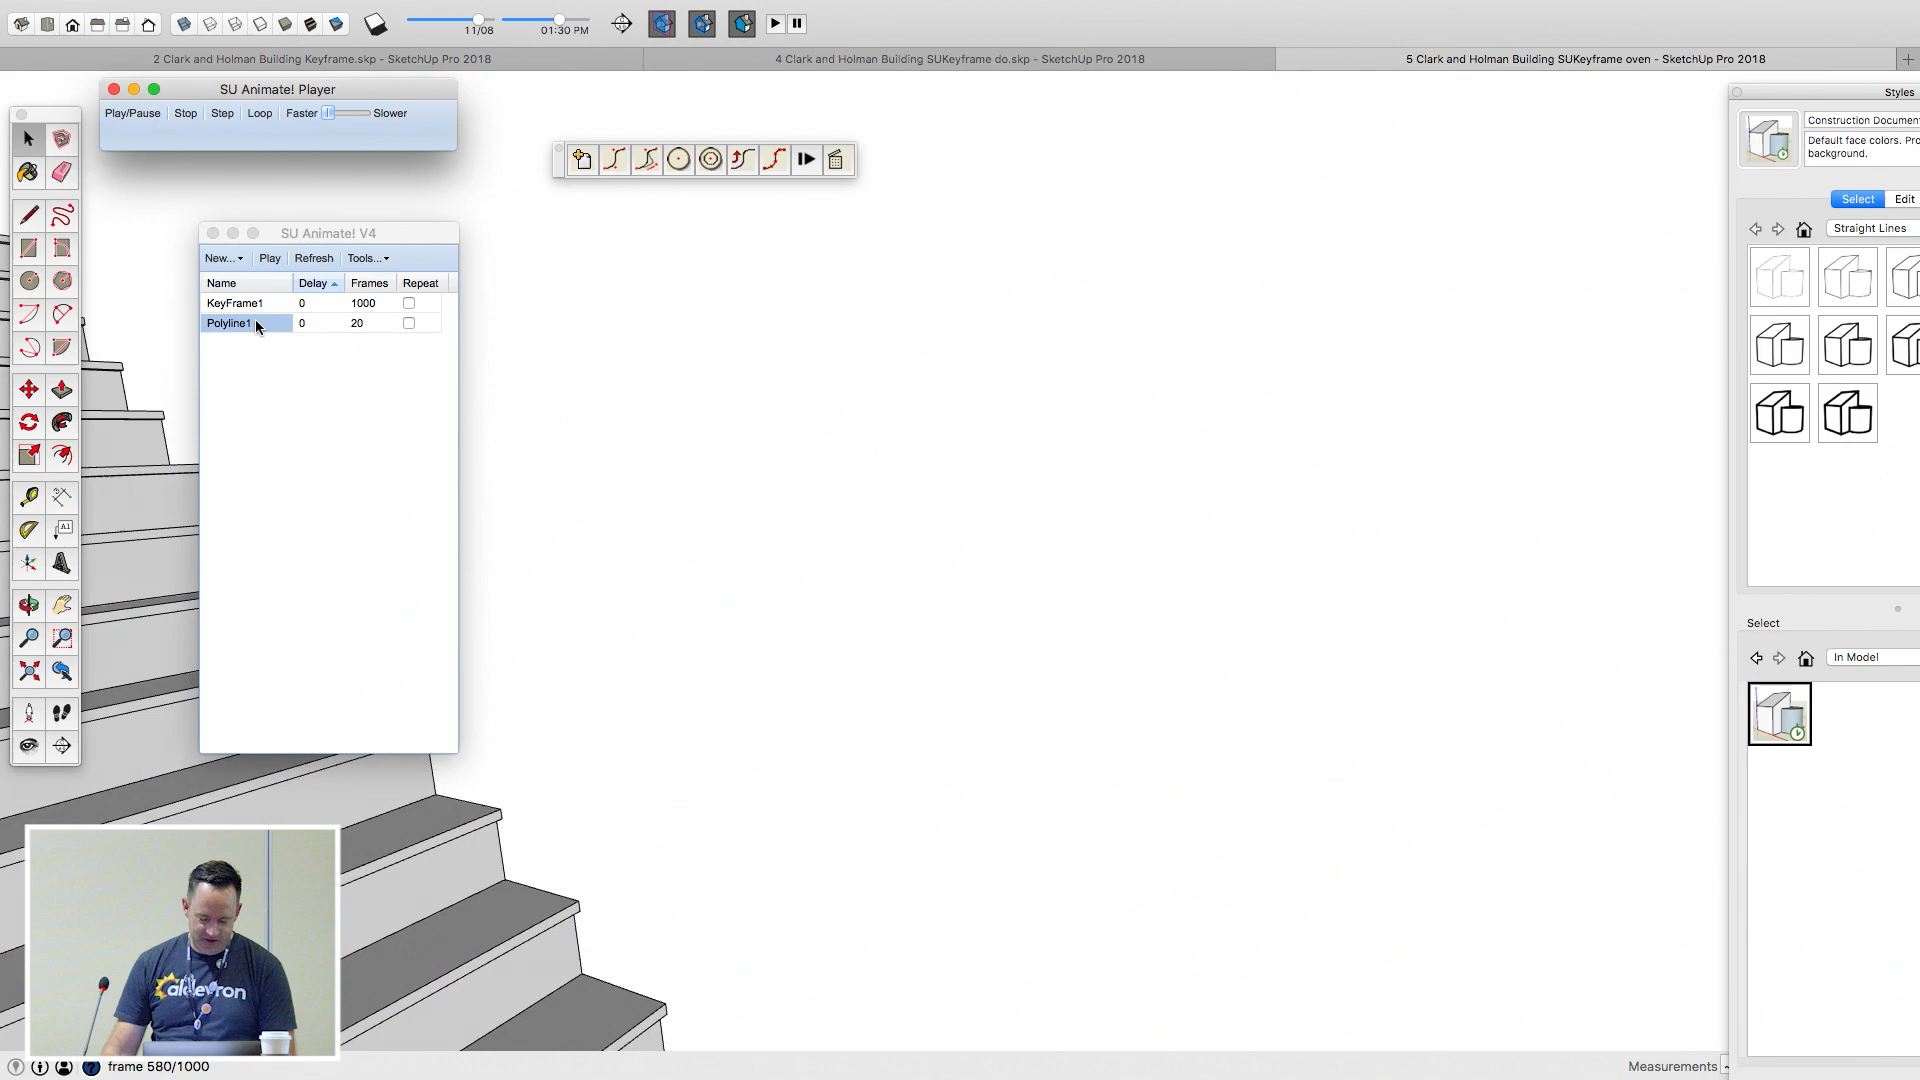 11/08
01:30 PM
2 Clark and Holman Building Keyframe.skp - SketchUp Pro 2018
4 Clark and Holman Building SUKeyframe do.skp - SketchUp Pro 2018
5 Clark and Holman Building SUKeyframe oven - SketchUp Pro 2018
SU Animate! Player
Play/Pause Stop Step Loop Faster Slower
SU Animate! V4
New... Play Refresh Tools...
Name Delay Frames Repeat
KeyFrame1 0 1000
Polyline1 0 20
A1
Styles
Construction Documen
Default face colors. Pro
background.
Select Edit
Straight Lines
Select
In Model
frame 580/1000
Measurements